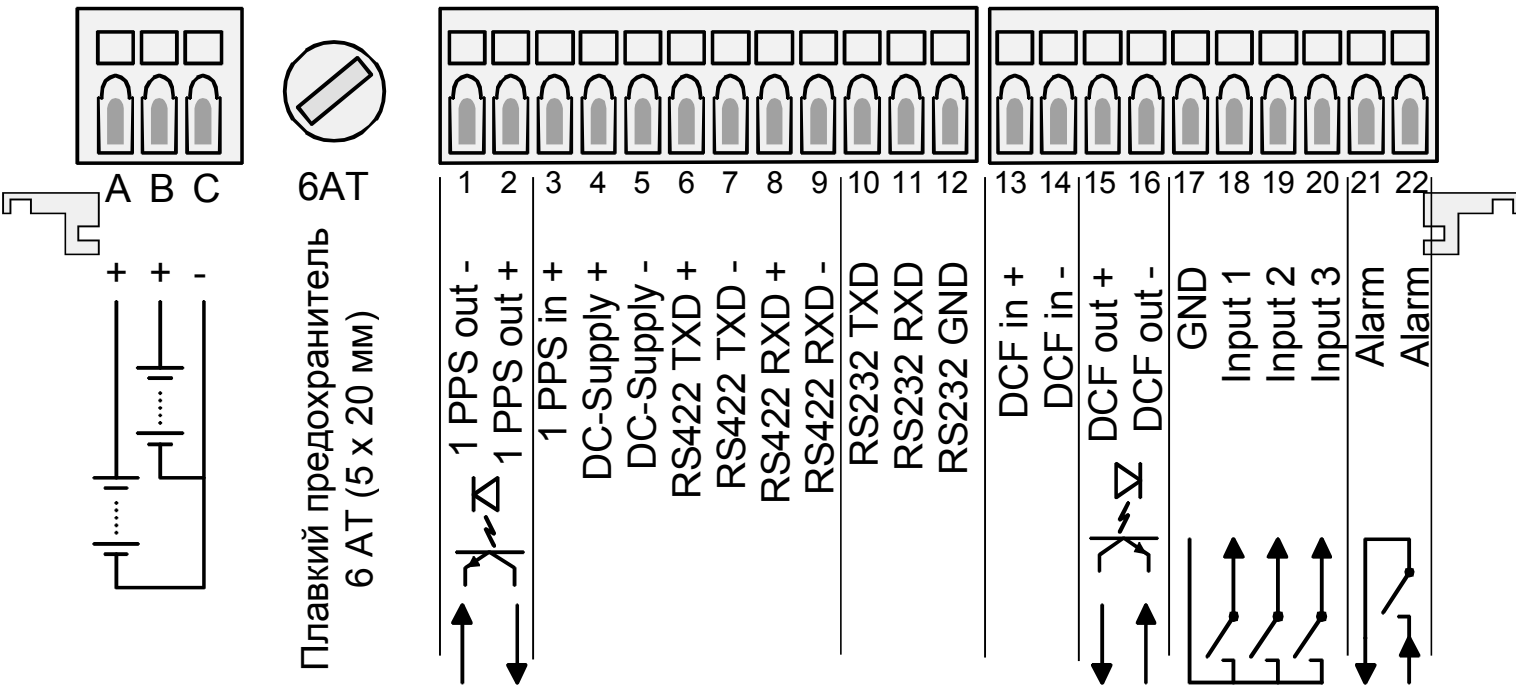 A B C
6AT
1 2 3 4 5 6 7 8 9 10 11 12
13 14 15 16 17 18 19 20 21 22
+ + -
Плавкий предохранитель
6 AT (5 x 20 мм)
1 PPS out -
1 PPS out +
1 PPS in +
DC-Supply +
DC-Supply -
RS422 TXD +
RS422 TXD -
RS422 RXD +
RS422 RXD -
RS232 TXD
RS232 RXD
RS232 GND
DCF in +
DCF in -
DCF out +
DCF out -
GND
Input 1
Input 2
Input 3
Alarm
Alarm